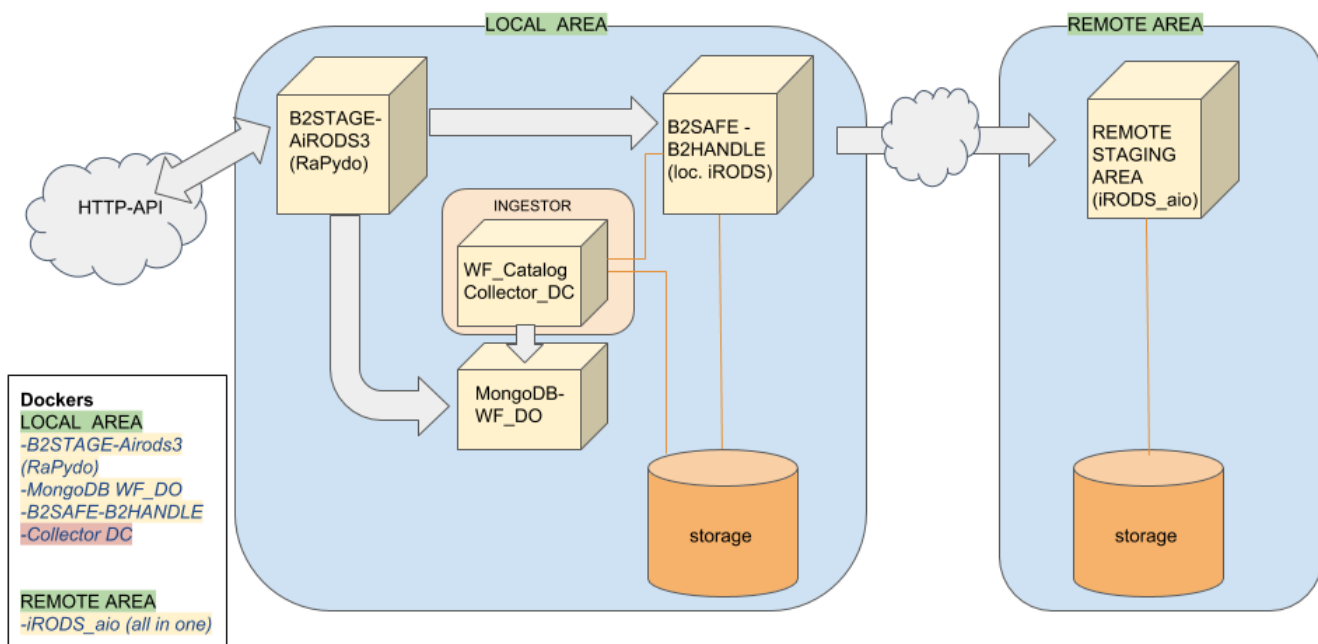 LOCAL AREA
REMOTE AREA
B2STAGE-
AiRODS3
(RaPydo)
B2SAFE -
B2HANDLE
(loc. iRODS)
REMOTE
STAGING
AREA
(iRODS_aio)
HTTP-API
INGESTOR
WF_Catalog
Collector_DC
MongoDB-
WF_DO
storage
storage
Dockers
LOCAL AREA
-B2STAGE-Airods3
(RaPydo)
-MongoDB WF_DO
-B2SAFE-B2HANDLE
-Collector DC
REMOTE AREA
-iRODS_aio (all in one)